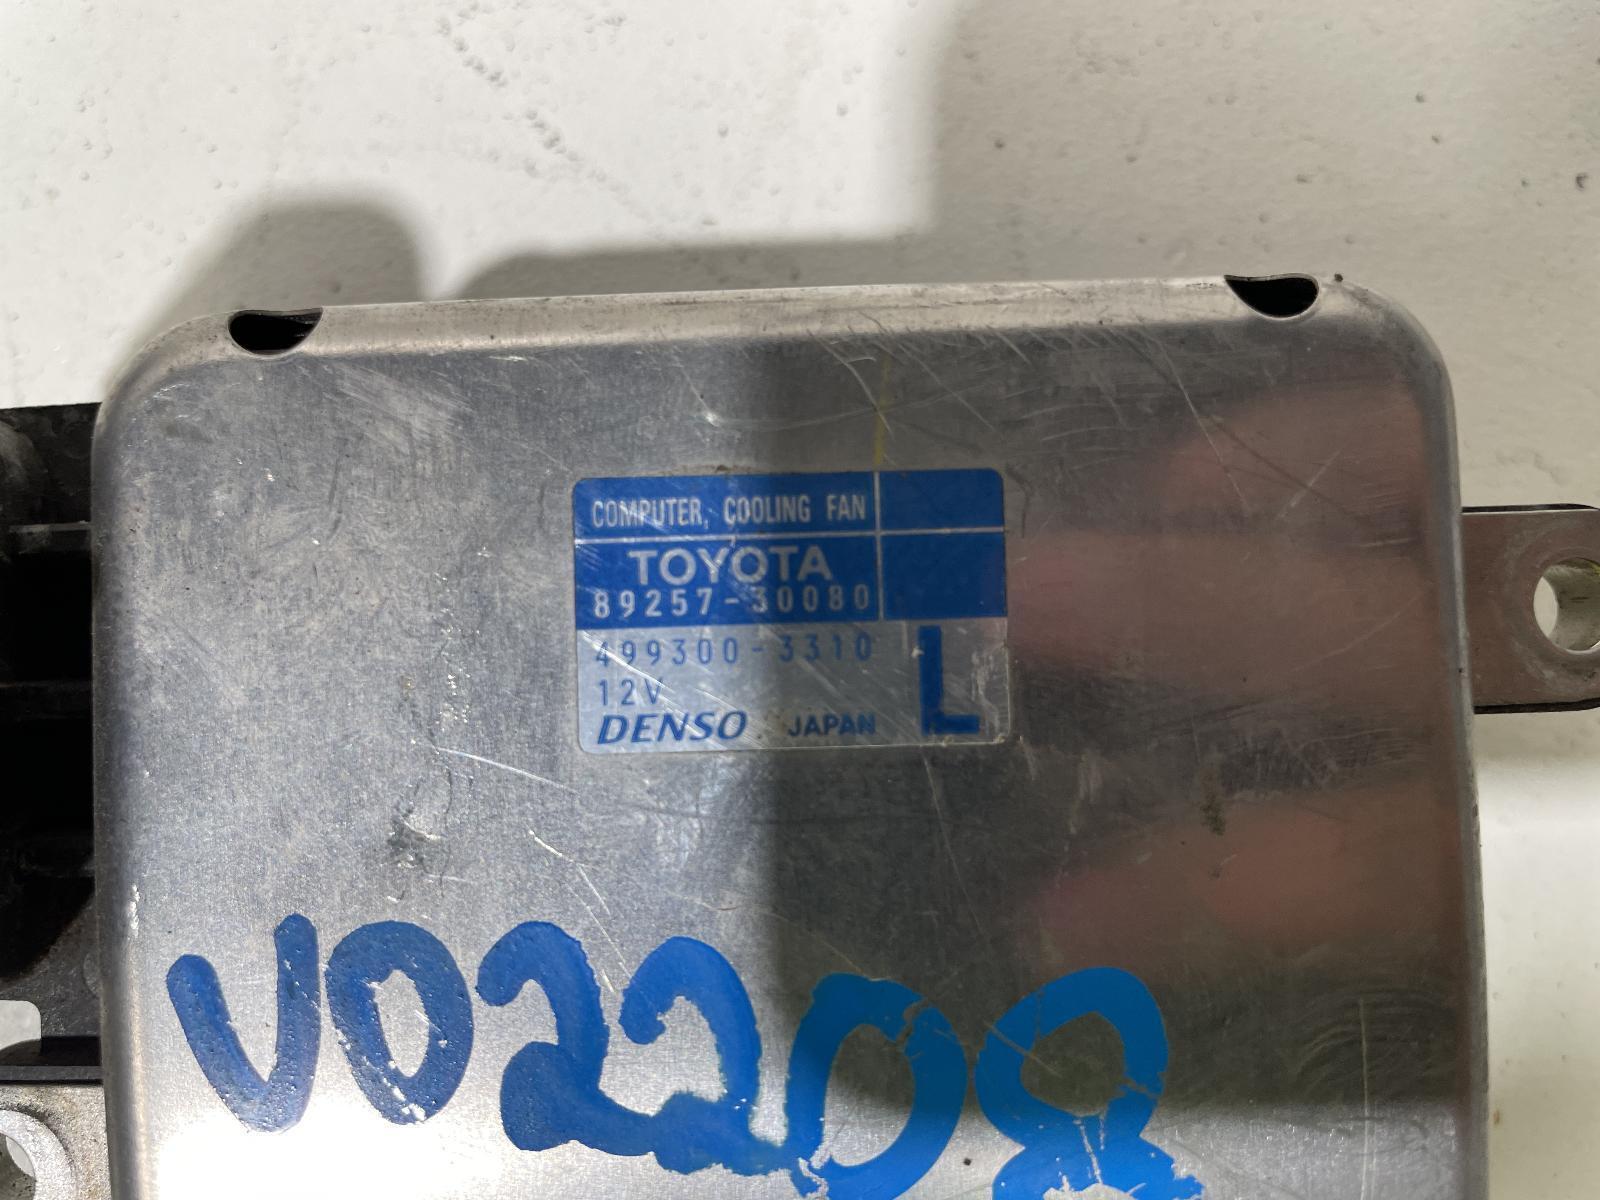 COMPUTER, COOLING FAN
TOYOTA
89257-30080
499300-3310
12V
L
DENSO JAPAN
V02208